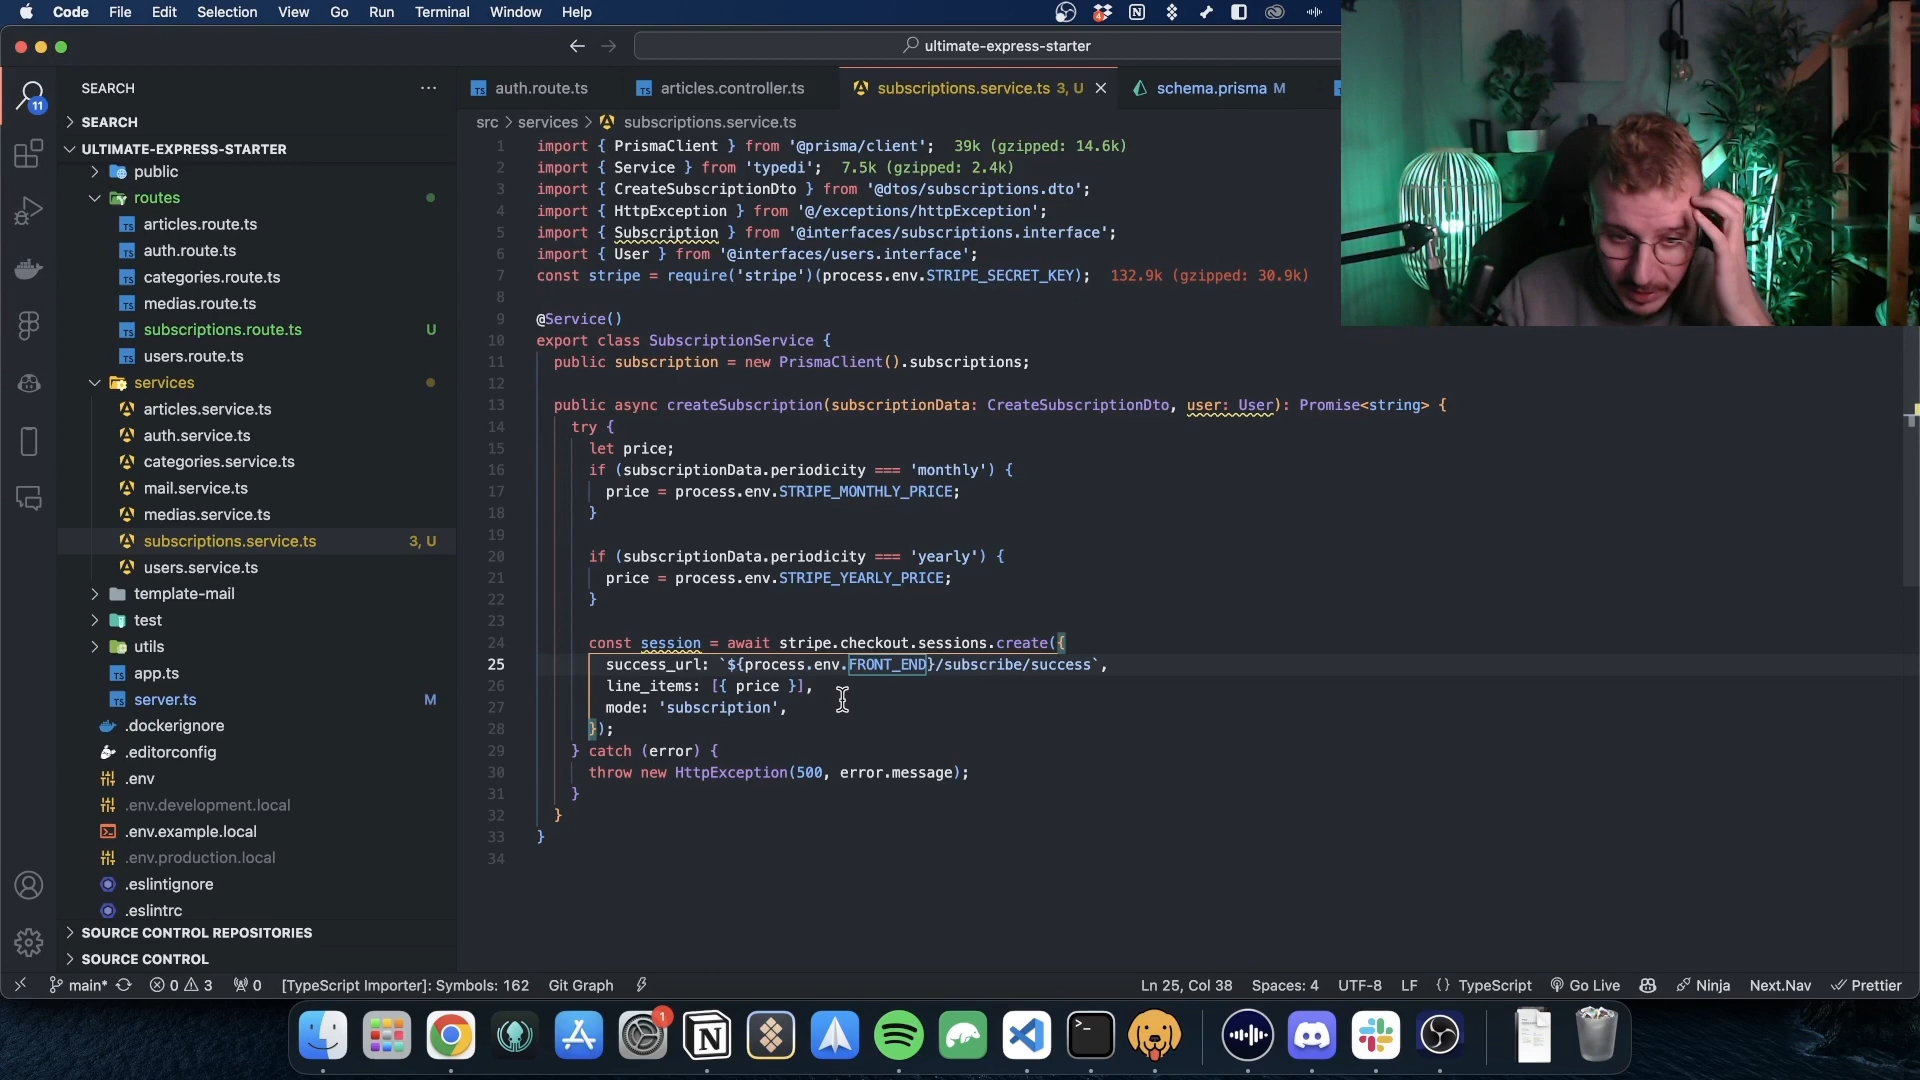 Code File Edit Selection View Go Run Terminal Window Help
4
ultimate-express-starter
SEARCH
11
SEARCH
ULTIMATE-EXPRESS-STARTER
public
routes
articles.route.ts
auth.route.ts
categories.route.ts
medias.route.ts
subscriptions.route.ts U
users.route.ts
services
articles.service.ts
auth.service.ts
categories.service.ts
mail.service.ts
medias.service.ts
subscriptions.service.ts 3, U
users.service.ts
template-mail
test
utils
app.ts
server.ts M
.dockerignore
.editorconfig
.env
.env.development.local
.env.example.local
.env.production.local
.eslintignore
.eslintrc
SOURCE CONTROL REPOSITORIES
SOURCE CONTROL
auth.route.ts articles.controller.ts subscriptions.service.ts 3, U schema.prisma M
src > services > subscriptions.service.ts
1 import { PrismaClient } from '@prisma/client'; 39k (gzipped: 14.6k)
2 import { Service } from 'typedi'; 7.5k (gzipped: 2.4k)
3 import { CreateSubscriptionDto } from '@dtos/subscriptions.dto';
4 import { HttpException } from '@/exceptions/httpException';
5 import { Subscription } from '@interfaces/subscriptions.interface';
6 import { User } from '@interfaces/users.interface';
7 const stripe = require('stripe')(process.env.STRIPE_SECRET_KEY); 132.9k (gzipped: 30.9k)
8
9 @Service()
10 export class SubscriptionService {
11 public subscription = new PrismaClient().subscriptions;
12
13 public async createSubscription(subscriptionData: CreateSubscriptionDto, user: User): Promise<string> {
14 try {
15 let price;
16 if (subscriptionData.periodicity === 'monthly') {
17 price = process.env.STRIPE_MONTHLY_PRICE;
18 }
19
20 if (subscriptionData.periodicity === 'yearly') {
21 price = process.env.STRIPE_YEARLY_PRICE;
22 }
23
24 const session = await stripe.checkout.sessions.create({
25 success_url: `${process.env.FRONT_END}/subscribe/success`,
26 line_items: [{ price }],
27 mode: 'subscription',
28 });
29 } catch (error) {
30 throw new HttpException(500, error.message);
31 }
32 }
33 }
34
main* 0 3 0 [TypeScript Importer]: Symbols: 162 Git Graph Ln 25, Col 38 Spaces: 4 UTF-8 LF {} TypeScript Go Live Ninja Next.Nav Prettier
1